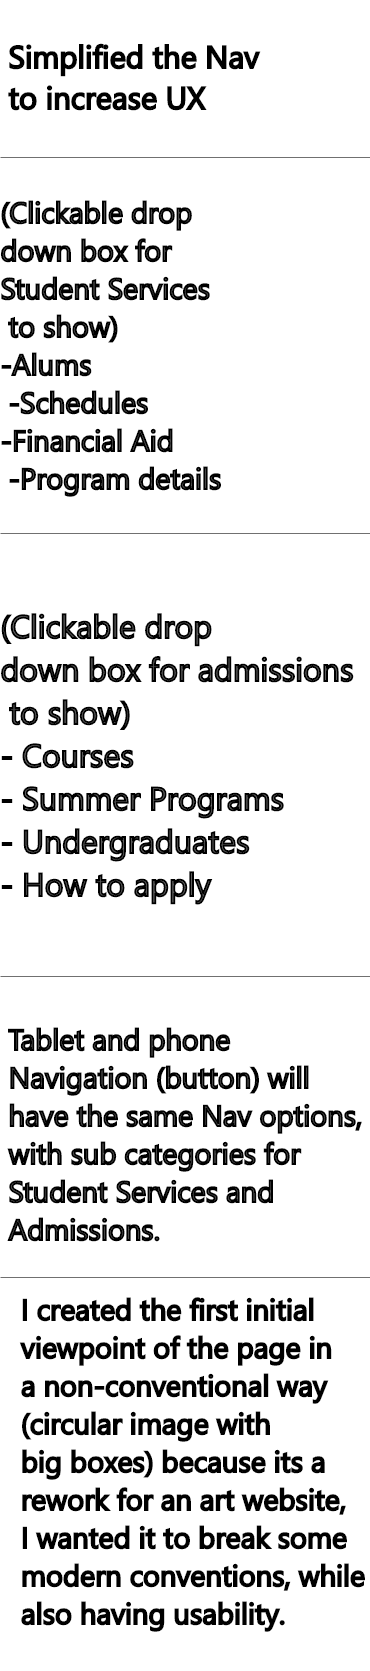 Simplified the Nav
to increase UX
(Clickable drop
down box for
Student Services
to show)
-Alums
-Schedules
-Financial Aid
-Program details
(Clickable drop
down box for admissions
to show)
- Courses
- Summer Programs
- Undergraduates
- How to apply
Tablet and phone
Navigation (button) will
have the same Nav options,
with sub categories for
Student Services and
Admissions.
I created the first initial
viewpoint of the page in
a non-conventional way
(circular image with
big boxes) because its a
rework for an art website,
I wanted it to break some
modern conventions, while
also having usability.